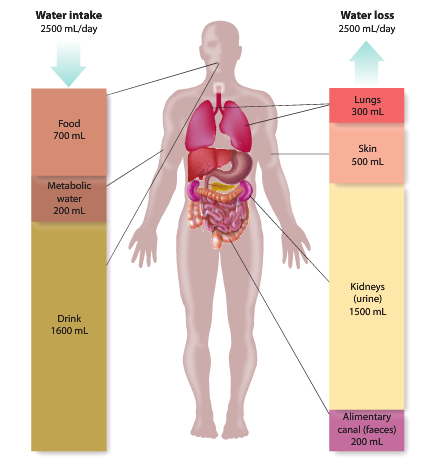 Water intake
2500 mL/day
Food
700 mL
Metabolic
water
200 mL
Drink
1600 mL
Water loss
2500 mL/day
Lungs
300 mL
Skin
500 mL
Kidneys
(urine)
1500 mL
Alimentary
canal (faeces)
200 mL